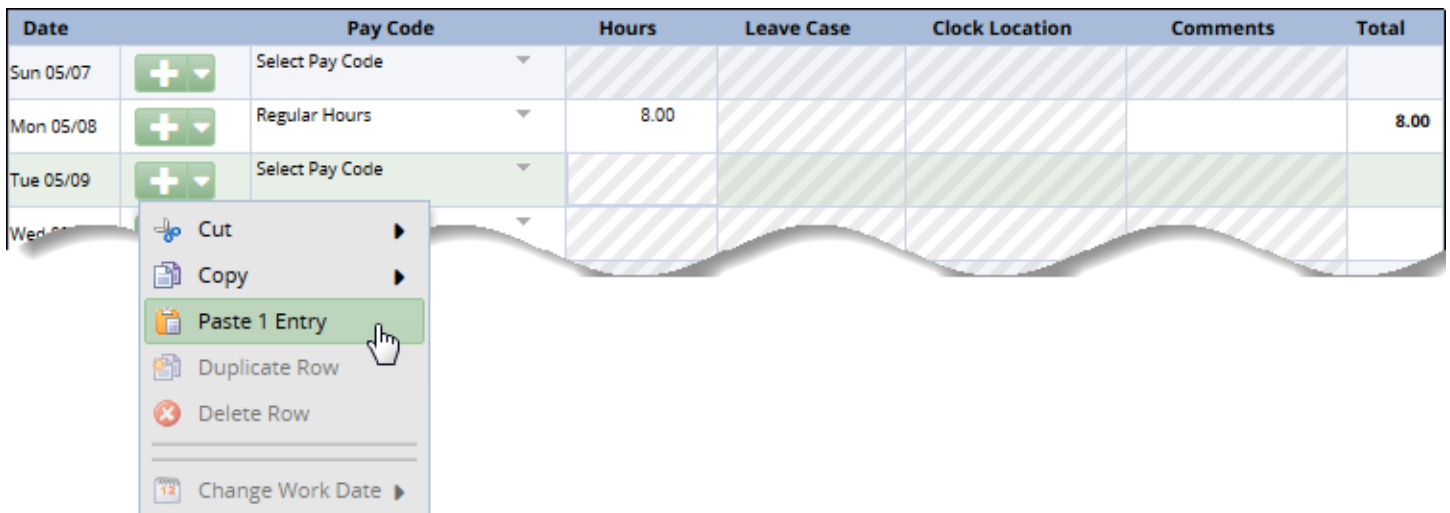 Date Pay Code Hours Leave Case Clock Location Comments Total
Sun 05/07 Select Pay Code
Mon 05/08 Regular Hours 8.00 8.00
Tue 05/09 Select Pay Code
Wed
Cut
Copy
Paste 1 Entry
Duplicate Row
Delete Row
12 Change Work Date